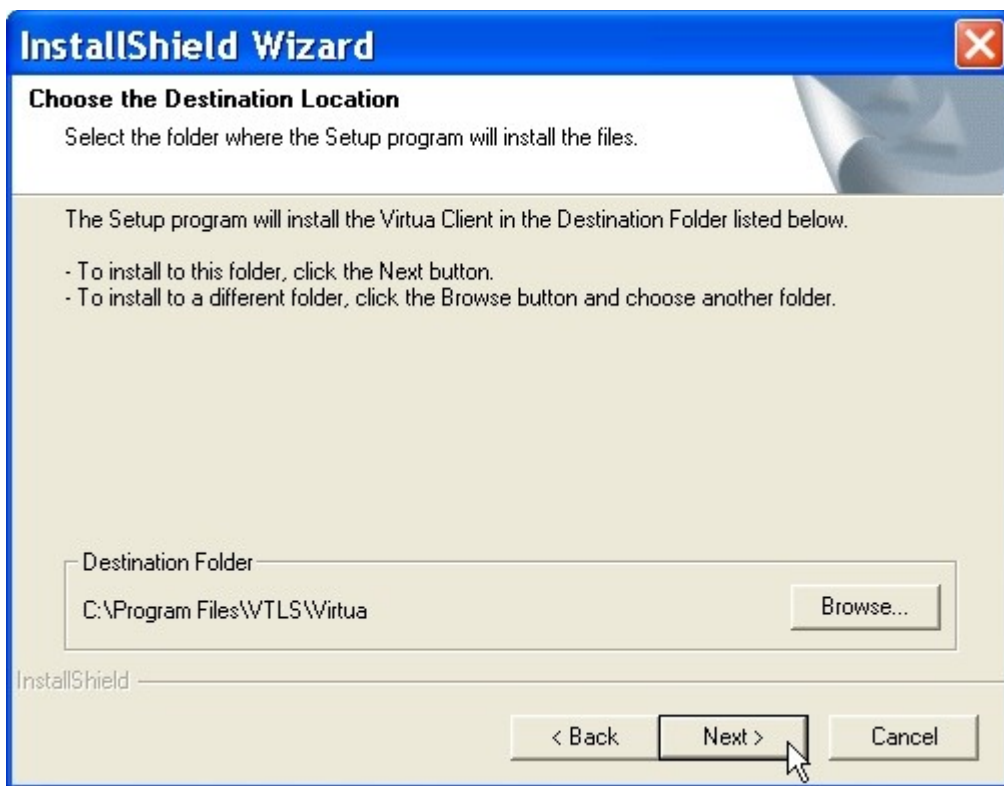 InstallShield Wizard
Choose the Destination Location
Select the folder where the Setup program will install the files.
The Setup program will install the Virtua Client in the Destination Folder listed below.
- To install to this folder, click the Next button.
- To install to a different folder, click the Browse button and choose another folder.
Destination Folder
C:\Program Files\VTLS\Virtua
Browse...
InstallShield
< Back
Next >
Cancel